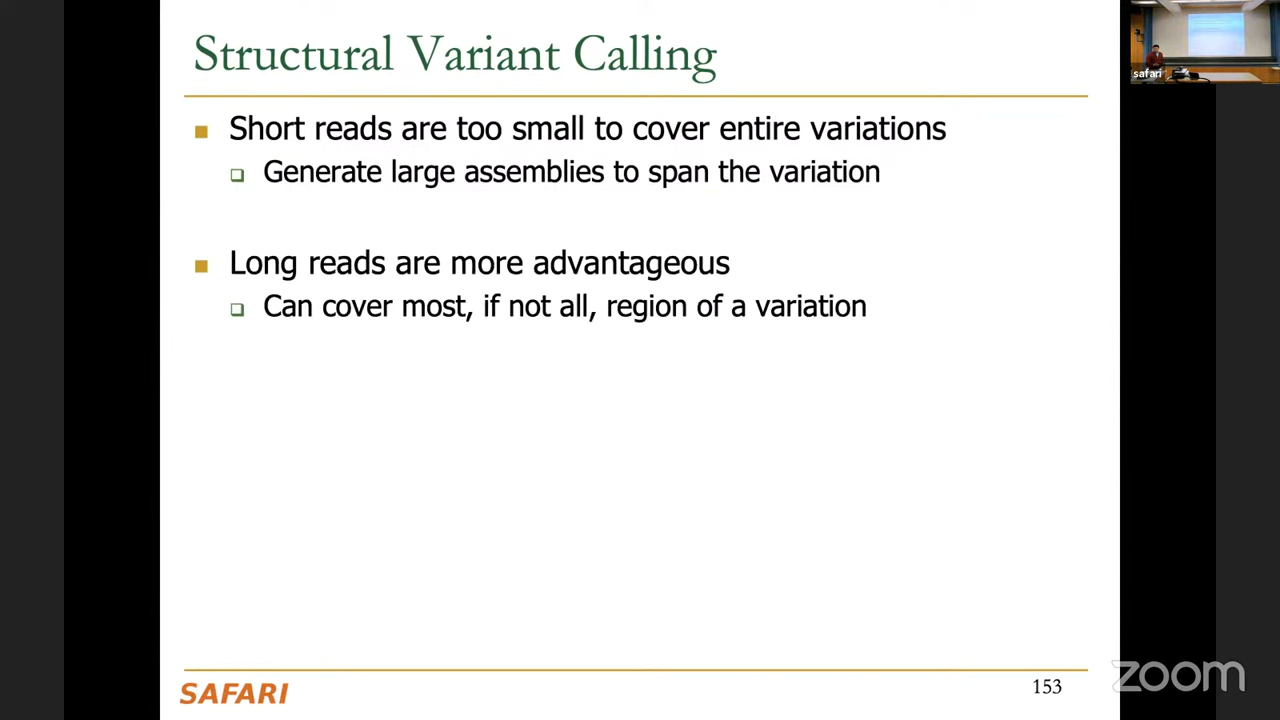 Structural Variant Calling
Short reads are too small to cover entire variations
Generate large assemblies to span the variation
Long reads are more advantageous
Can cover most, if not all, region of a variation
SAFARI
153
safari
zoom